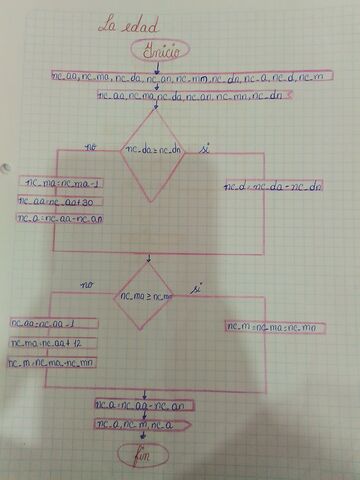 La edad
Inicio
nc_aa, nc_ma, nc_da, nc_an, nc_mn, nc_dn, nc_a, nc_d, nc_m
nc_aa, nc_ma, nc_da, nc_an, nc_mn, nc_dn
no nc_da≥nc_dn si
nc_ma=nc_ma-1
nc_d=nc_da-nc_dn
nc_aa=nc_aa+30
nc_a=nc_aa-nc_an
no nc_ma≥nc_mn si
nc_aa=nc_aa-1
nc_m=nc_ma=nc_mn
nc_ma=nc_aa+12
nc_m=nc_ma-nc_mn
nc_a=nc_aa-nc_an
nc_a, nc_m, nc_a
fin